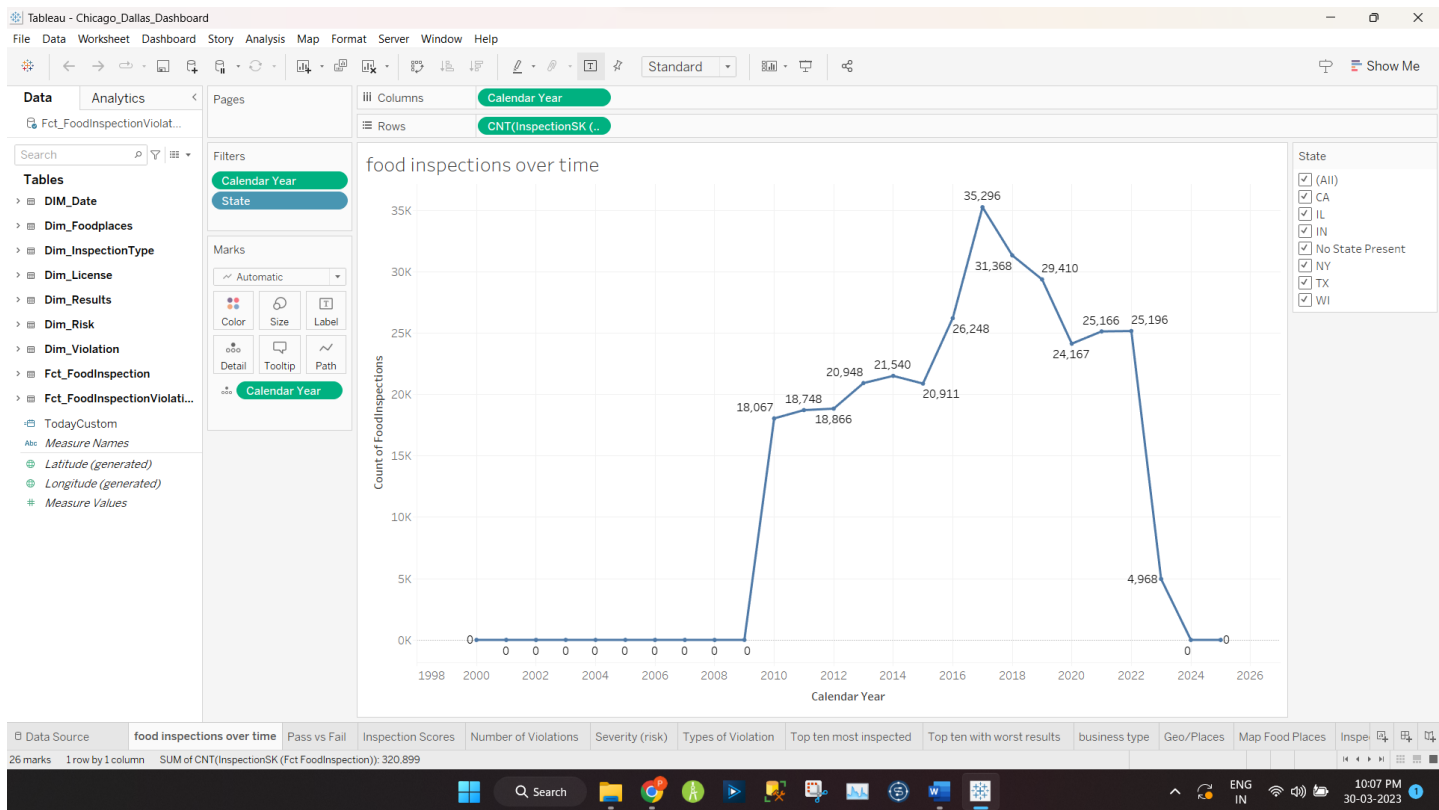 Tableau - Chicago_Dallas_Dashboard
File Data Worksheet Dashboard Story Analysis Map Format Server Window Help
Standard
Show Me
Data Analytics
Fct_FoodInspectionViolat...
Search
Tables
DIM_Date
Dim_Foodplaces
Dim_InspectionType
Dim_License
Dim_Results
Dim_Risk
Dim_Violation
Fct_FoodInspection
Fct_FoodInspectionViolati...
TodayCustom
Abc Measure Names
Latitude (generated)
Longitude (generated)
# Measure Values
Pages
Filters
Calendar Year
State
Marks
Automatic
Color Size Label
Detail Tooltip Path
Calendar Year
Columns Calendar Year
Rows CNT(InspectionSK (..
food inspections over time
Count of FoodInspections
35K
30K
25K
20K
15K
10K
5K
0K
0
0
0
0
0
0
0
0
0
0
18,067
18,748
18,866
20,948
21,540
20,911
26,248
35,296
31,368
29,410
24,167
25,166
25,196
4,968
0
0
1998 2000 2002 2004 2006 2008 2010 2012 2014 2016 2018 2020 2022 2024 2026
Calendar Year
State
(All)
CA
IL
IN
No State Present
NY
TX
WI
Data Source food inspections over time Pass vs Fail Inspection Scores Number of Violations Severity (risk) Types of Violation Top ten most inspected Top ten with worst results business type Geo/Places Map Food Places Inspe
26 marks 1 row by 1 column SUM of CNT(InspectionSK (Fct FoodInspection)): 320,899
Search
P
W
ENG
IN
10:07 PM
30-03-2023
1